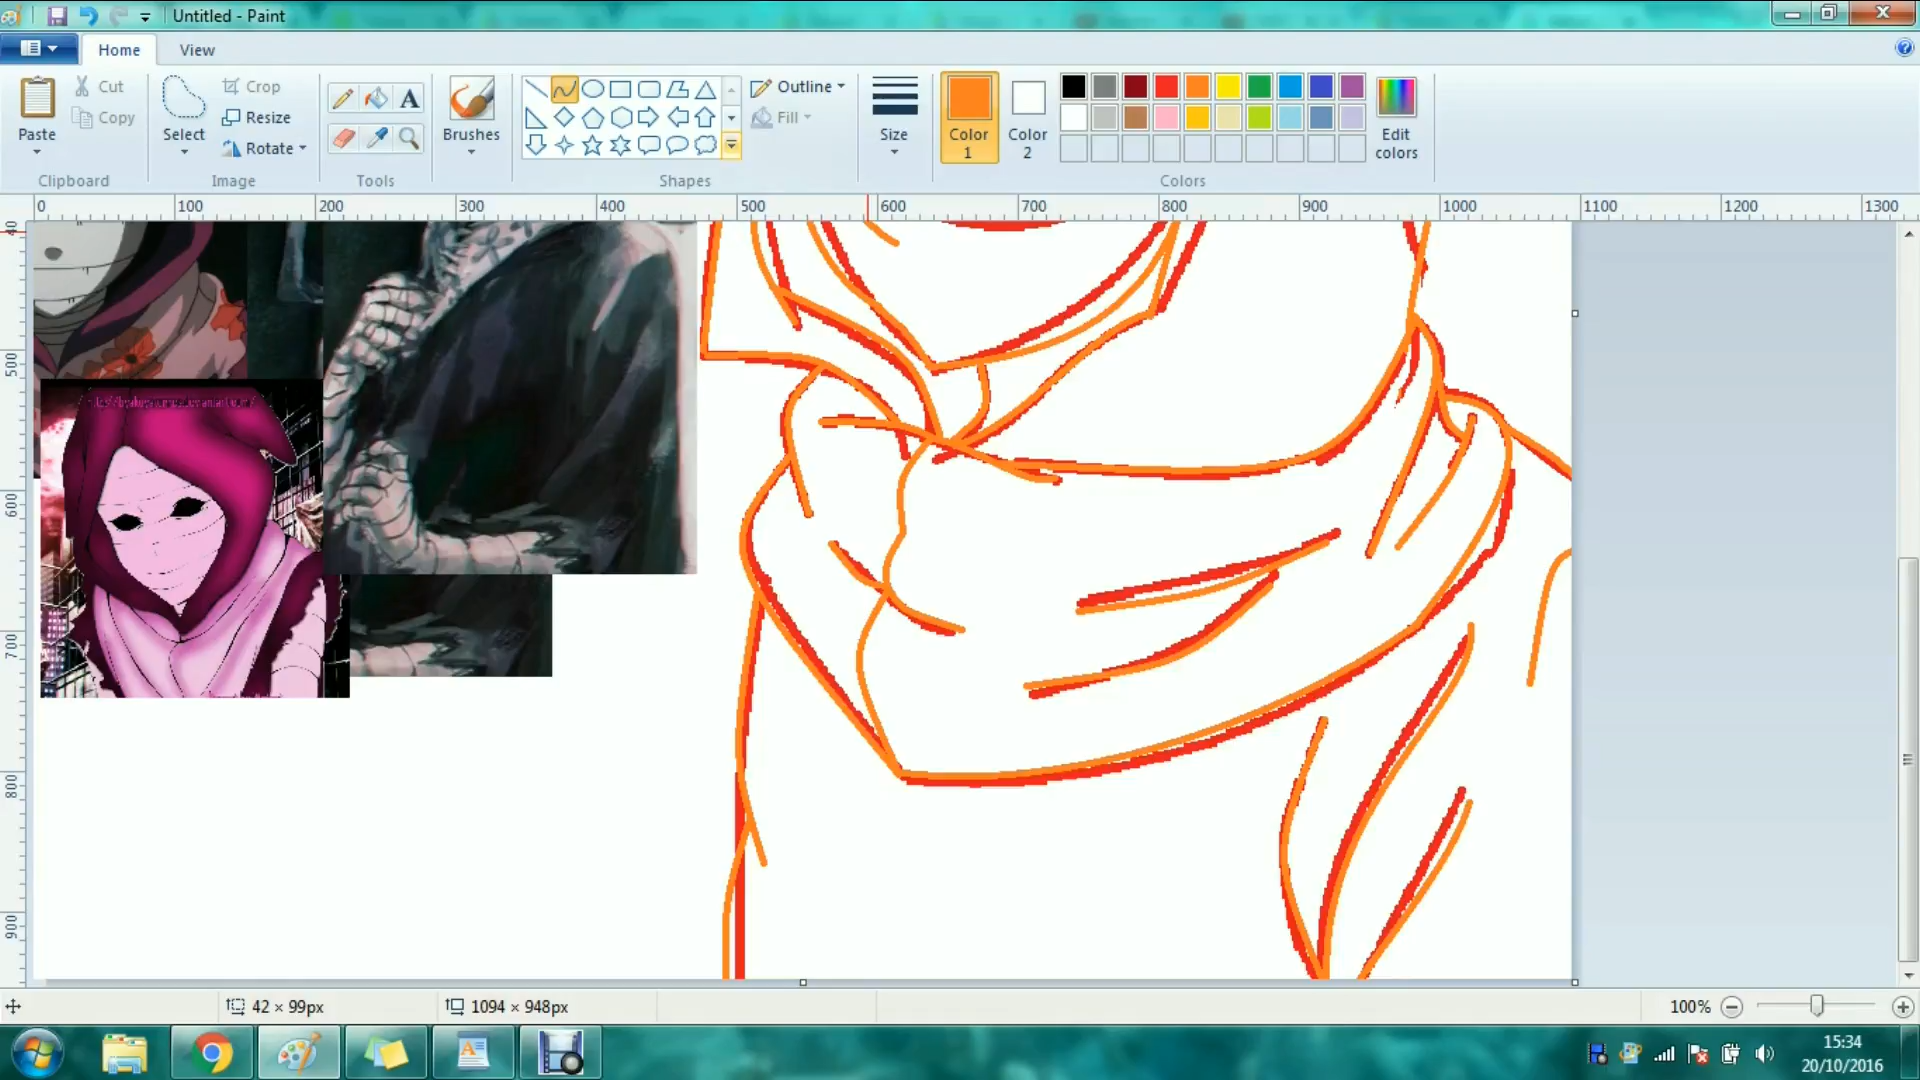 Untitled - Paint
Home View
Paste
Cut
Copy
Clipboard
Select
Crop
Resize
Rotate
Image
A
Tools
Brushes
Shapes
Outline
Fill
Size
Color 1
Color 2
Edit colors
Colors
0 100 200 300 400 500 600 700 800 900 1000 1100 1200 1300
500
600
700
800
900
42 × 99px
1094 × 948px
100%
15:34
20/10/2016